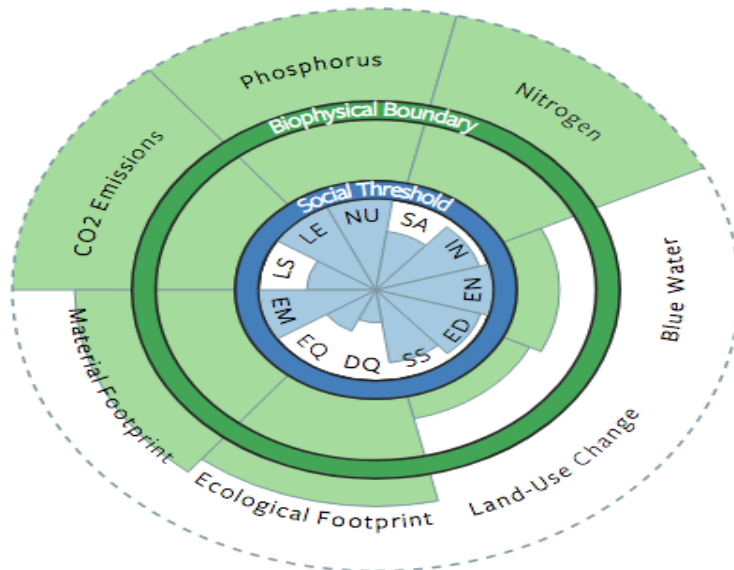 Phosphorus
Nitrogen
CO2 Emissions
Biophysical Boundary
Social Threshold
NU
SA
LE
IN
LS
EN
EM
ED
EQ
DQ
SS
Blue Water
Material Footprint
Land-Use Change
Ecological Footprint